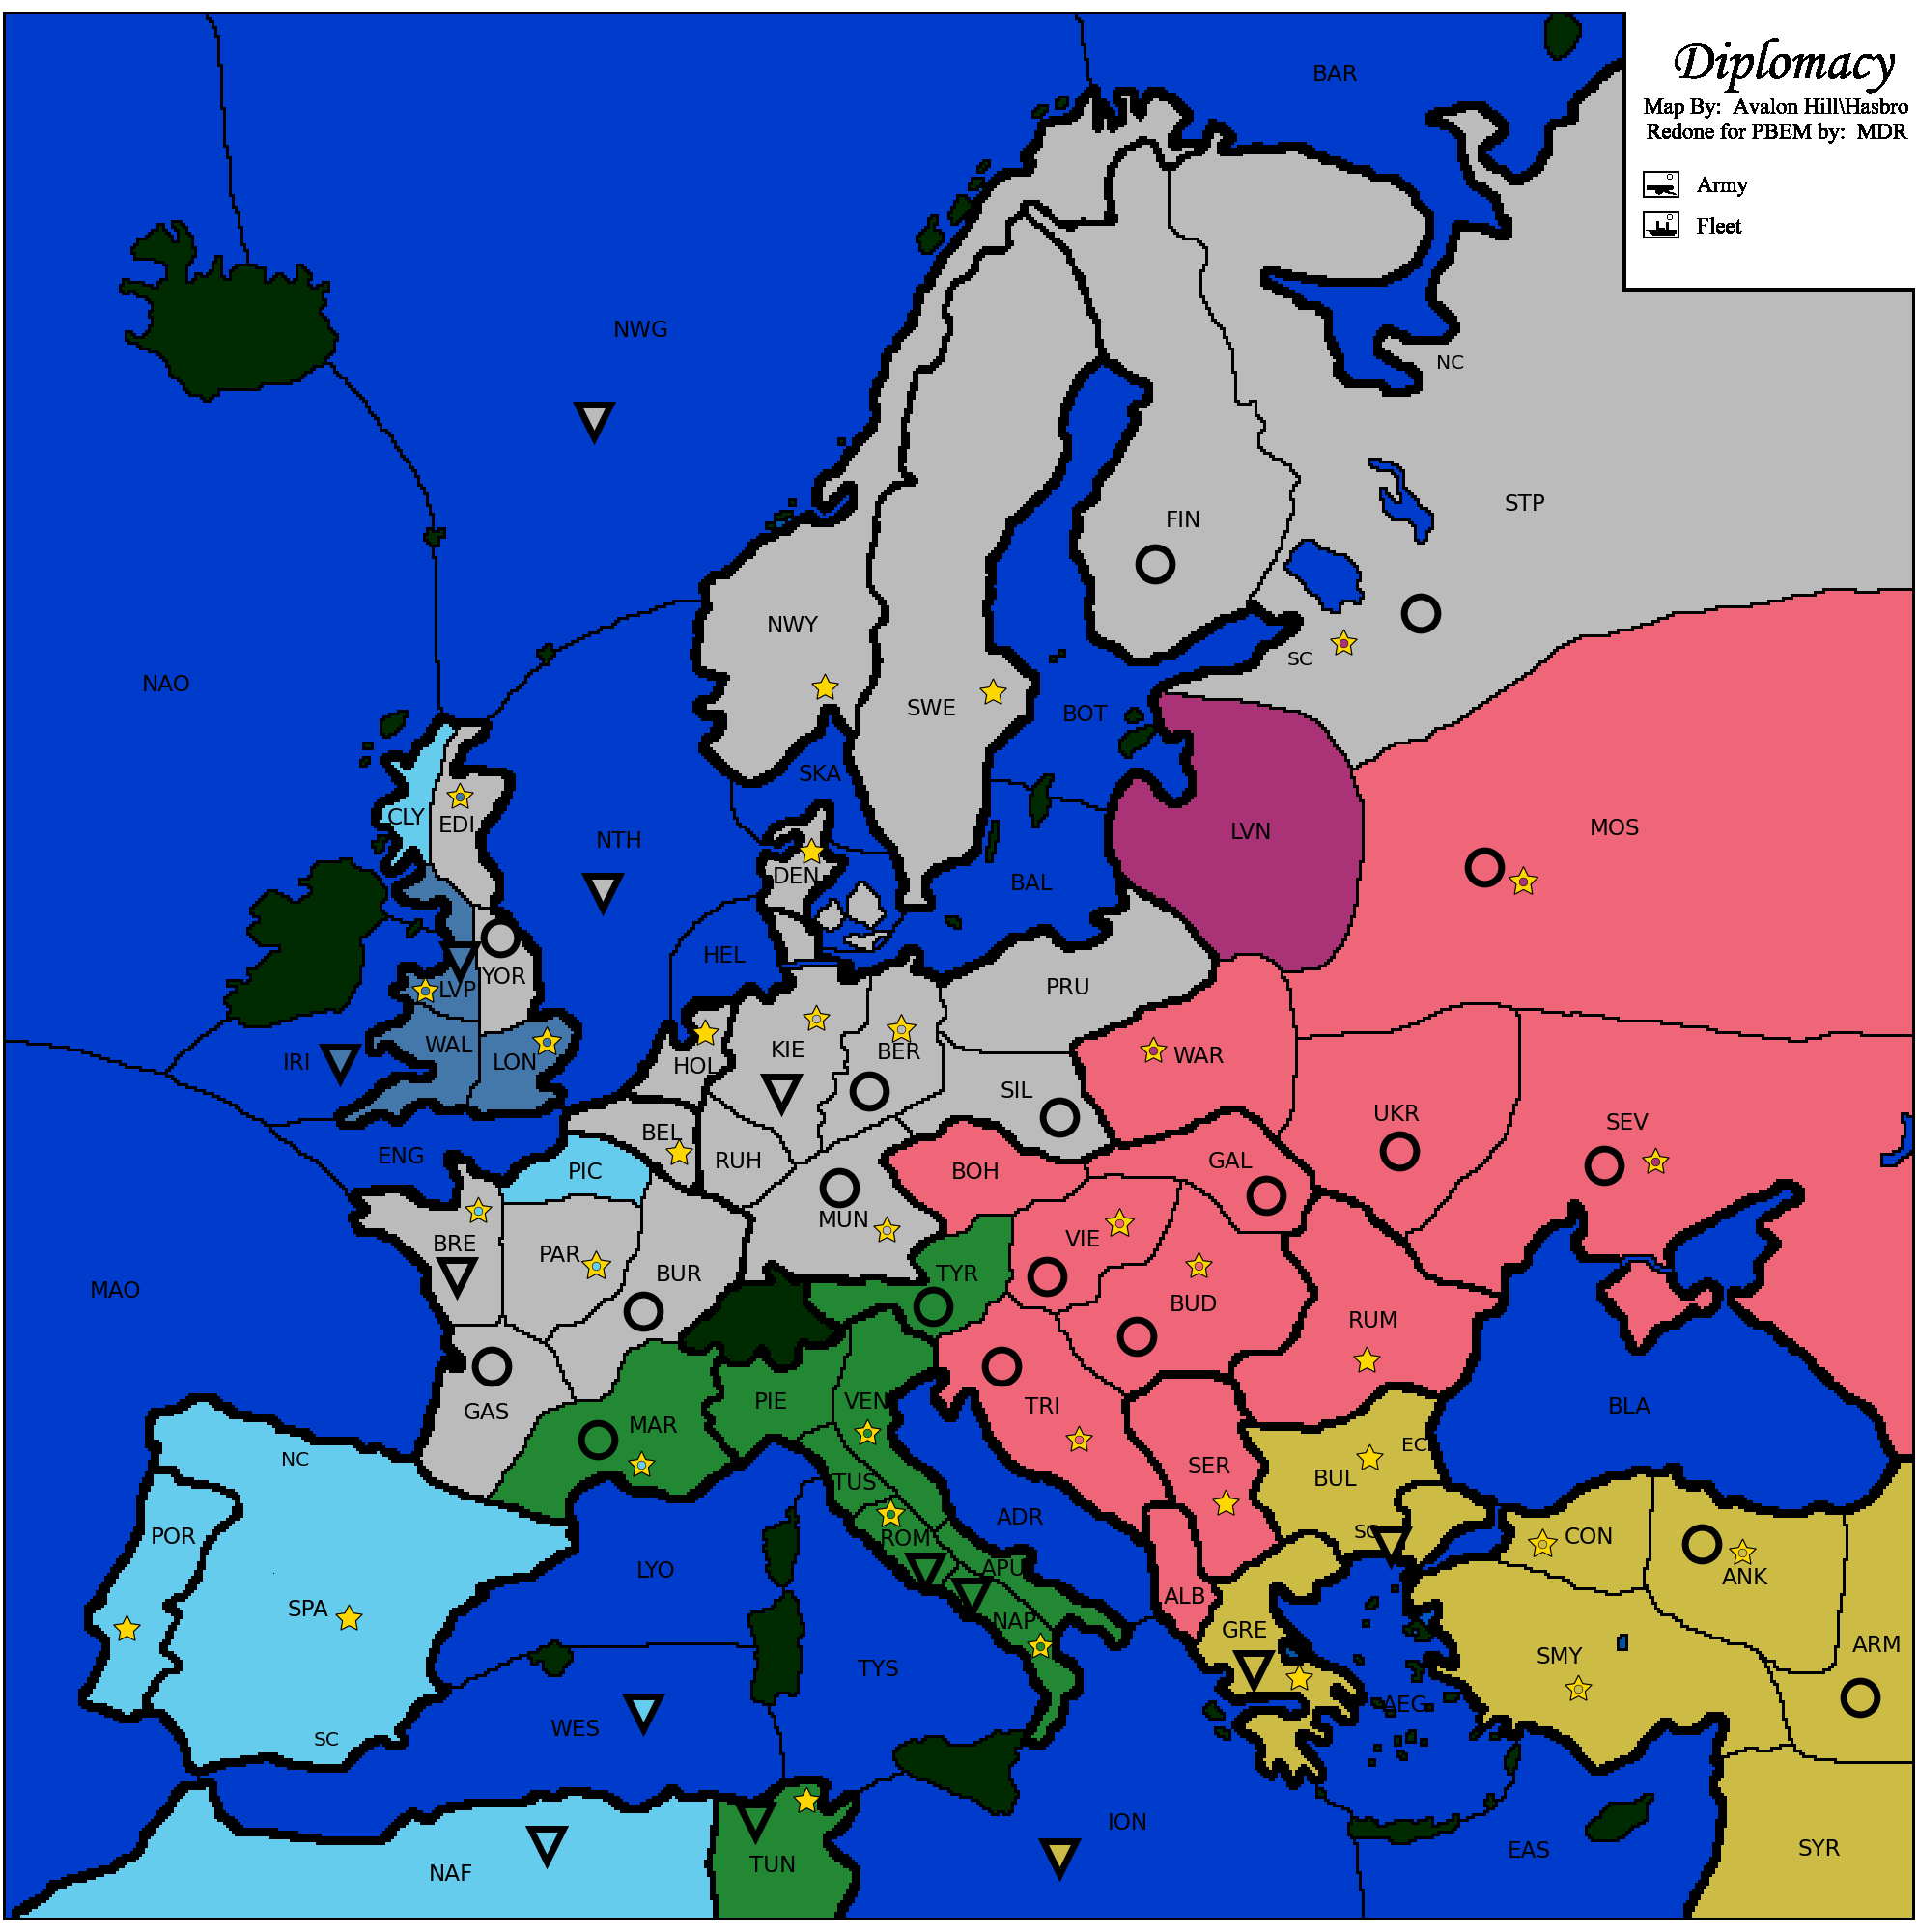 Diplomacy
Map By: Avalon Hill\Hasbro
Redone for PBEM by: MDR
Army
Fleet
BAR
NWG
NC
STP
FIN
NWY
SC
NAO
SWE
BOT
SKA
CLY
EDI
NTH
LVN
MOS
DEN
BAL
HEL
YOR
LVP
PRU
WAL
LON
IRI
HOL
KIE
BER
WAR
SIL
UKR
SEV
BEL
ENG
PIC
RUH
BOH
GAL
MUN
BRE
PAR
BUR
VIE
TYR
MAO
BUD
RUM
GAS
MAR
PIE
VEN
TRI
BLA
NC
EC
SER
BUL
TUS
POR
ROM
ADR
SC
CON
LYO
APU
ANK
ALB
SPA
NAP
GRE
ARM
SMY
TYS
AEG
WES
SC
ION
EAS
SYR
NAF
TUN